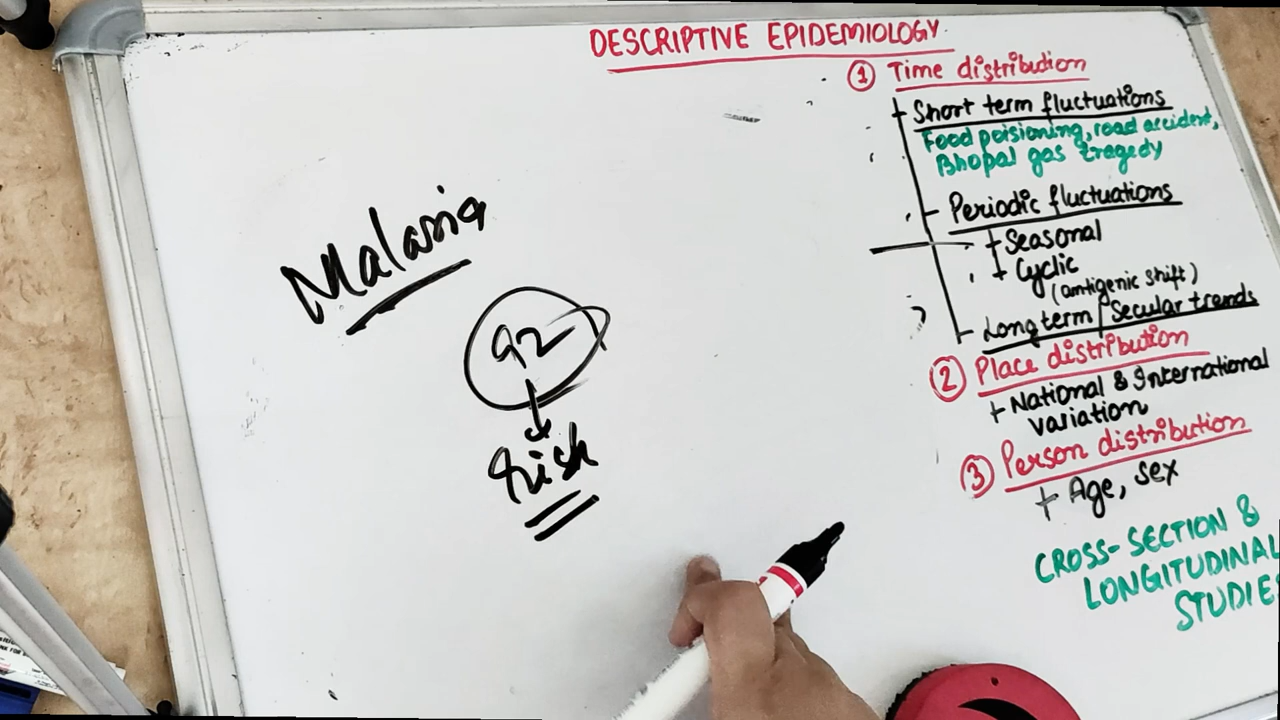 DESCRIPTIVE EPIDEMIOLOGY
① Time distribution
Short term fluctuations
Food poisioning, road accident,
Bhopal gas tragedy
Periodic fluctuations
+ Seasonal
+ Cyclic
(antigenic shift)
Long term / Secular trends
② Place distribution
+ National & International
variation
③ Person distribution
+ Age, sex
CROSS-SECTION &
LONGITUDINAL
STUDIES
Malaria
92
risk